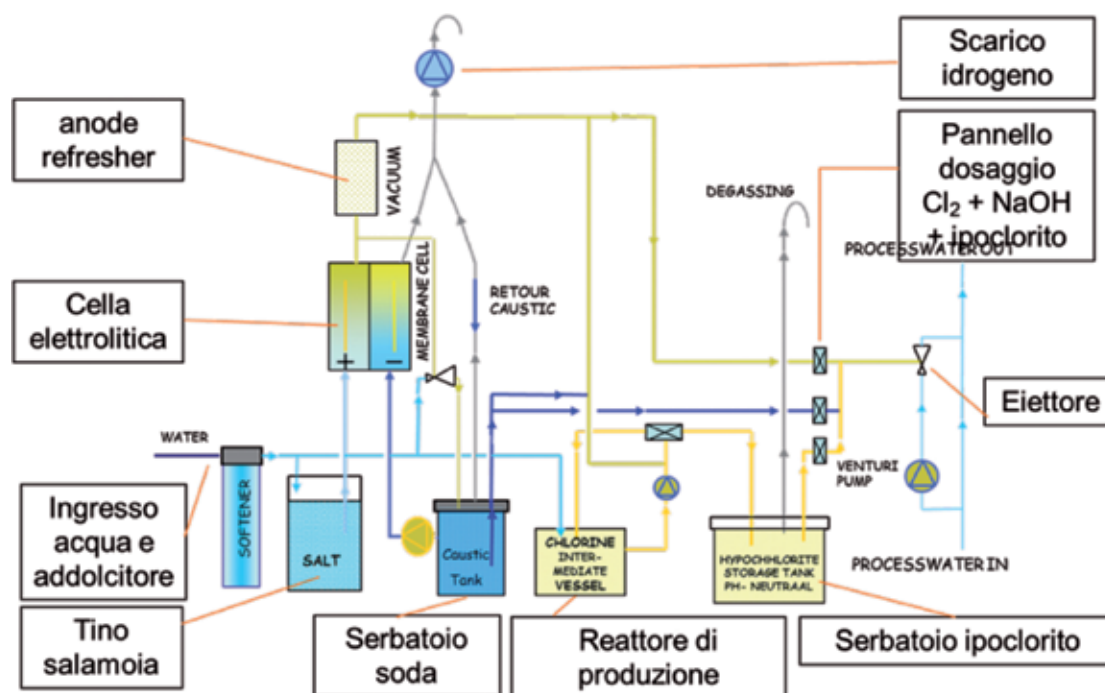 Scarico
idrogeno
anode
refresher
VACUUM
Pannello
dosaggio
Cl₂ + NaOH
+ ipoclorito
DEGASSING
PROCESSWATER OUT
Cella
elettrolitica
MEMBRANE CELL
RETOUR
CAUSTIC
+
−
Eiettore
WATER
SOFTENER
Ingresso
acqua e
addolcitore
SALT
Caustic
Tank
CHLORINE
INTER-
MEDIATE
VESSEL
VENTURI
PUMP
HYPOCHHLORITE
STORAGE TANK
PH- NEUTRAAL
PROCESSWATER IN
Tino
salamoia
Serbatoio
soda
Reattore di
produzione
Serbatoio ipoclorito